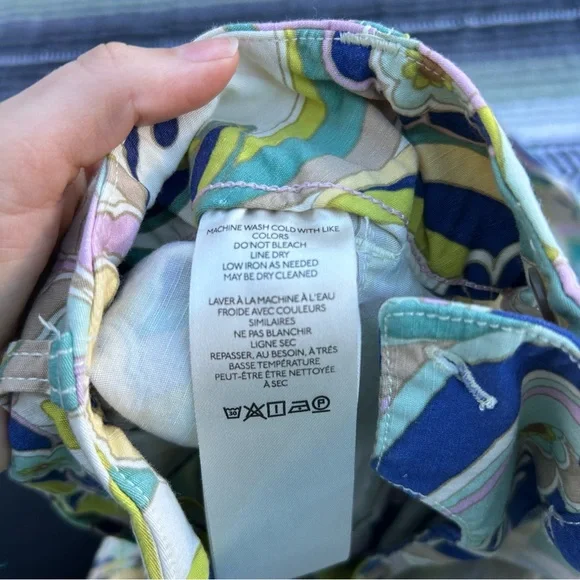 MACHINE WASH COLD WITH LIKE
COLORS
DO NOT BLEACH
LINE DRY
LOW IRON AS NEEDED
MAY BE DRY CLEANED
LAVER À LA MACHINE À L'EAU
FROIDE AVEC COULEURS
SIMILAIRES
NE PAS BLANCHIR
LIGNE SEC
REPASSER, AU BESOIN, À TRÉS
BASSE TEMPÉRATURE
PEUT-ÊTRE ÊTRE NETTOYÉE
À SEC
30 P